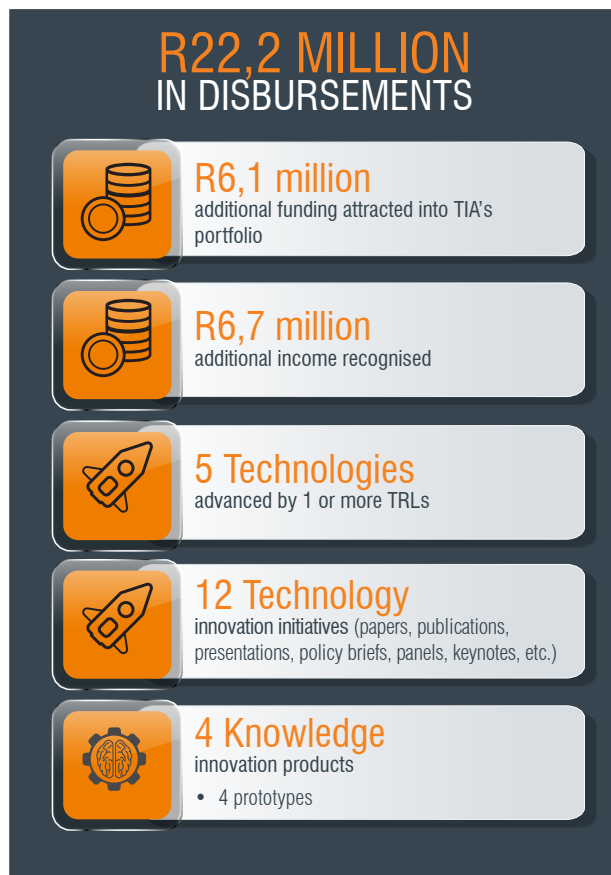 R22,2 MILLION
IN DISBURSEMENTS
R6,1 million
additional funding attracted into TIA's
portfolio
R6,7 million
additional income recognised
5 Technologies
advanced by 1 or more TRLs
12 Technology
innovation initiatives (papers, publications,
presentations, policy briefs, panels, keynotes, etc.)
4 Knowledge
innovation products
• 4 prototypes